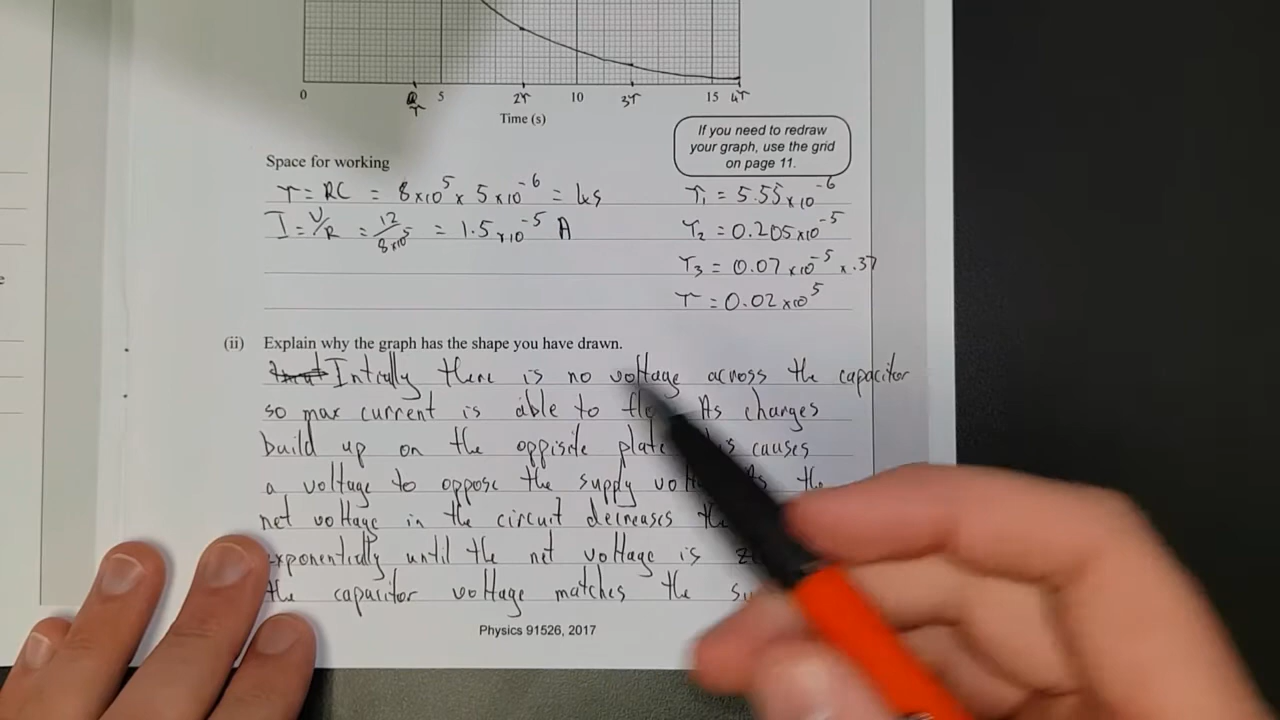 0 5 10 15
τ 2τ 3τ 4τ
Time (s)
If you need to redraw
your graph, use the grid
on page 11.
Space for working
τ = RC = 8×10⁵ × 5×10⁻⁶ = 4s
I = V/R = 12/8×10⁵ = 1.5×10⁻⁵ A
τ₁ = 5.55×10⁻⁶
τ₂ = 0.205×10⁻⁵
τ₃ = 0.07×10⁻⁵ × .37
τ = 0.02×10⁵
(ii) Explain why the graph has the shape you have drawn.
Intially there is no voltage across the capacitor
so max current is able to As charges
build up on the oppisite plate causes
a voltage to oppose the supply the
net voltage in the circuit decreases
exponentially until the net voltage is
the capacitor voltage matches the
Physics 91526, 2017